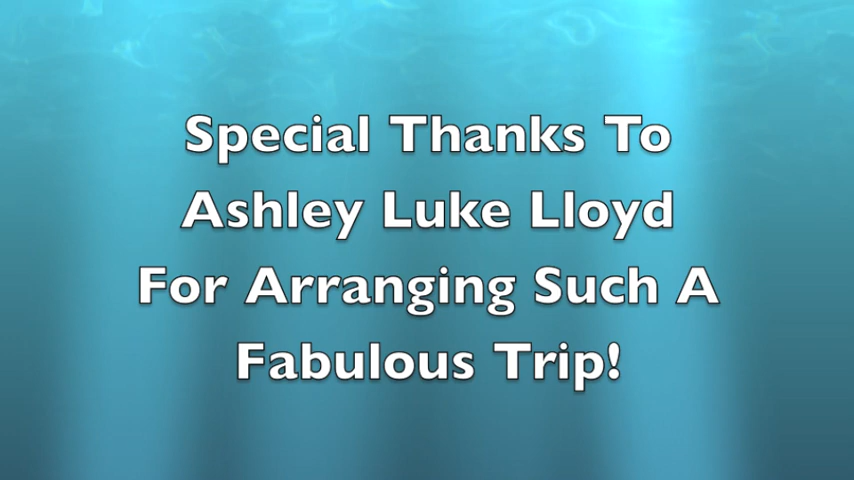 Special Thanks To
Ashley Luke Lloyd
For Arranging Such A
Fabulous Trip!